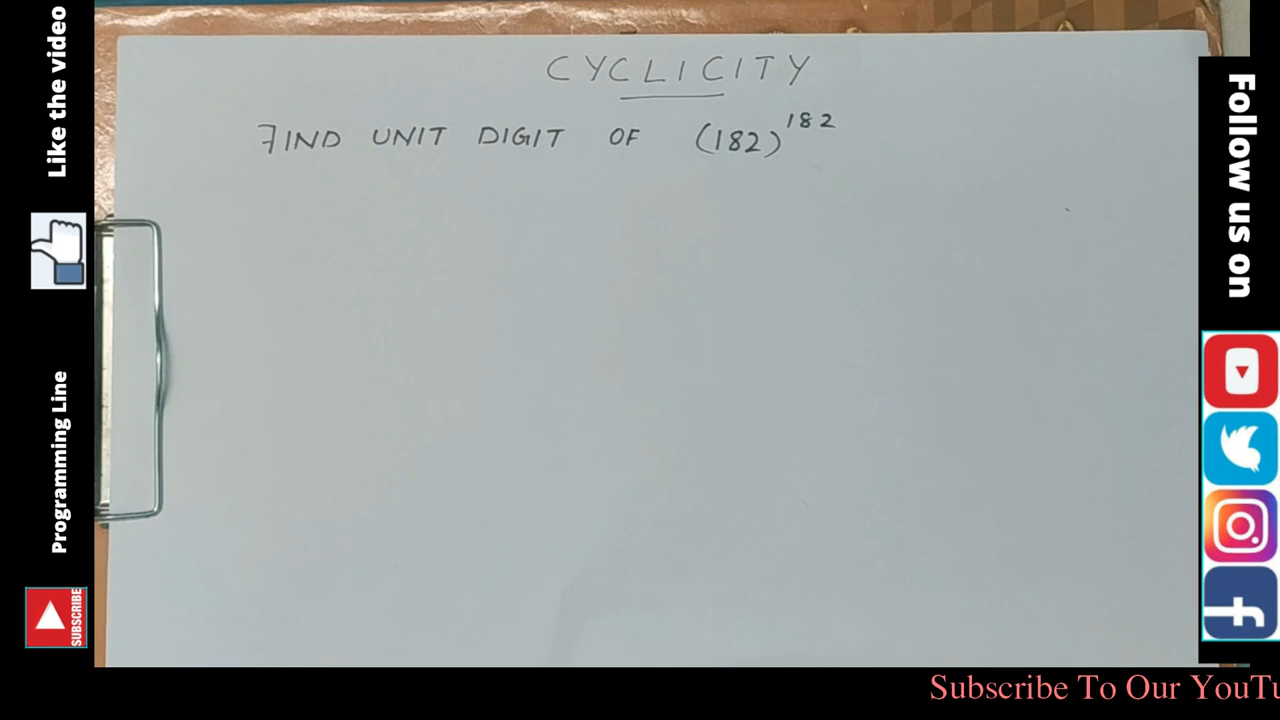 Like the video
Programming Line
SUBSCRIBE
CYCLICITY
FIND UNIT DIGIT OF (182)^182
Follow us on
Subscribe To Our YouTu